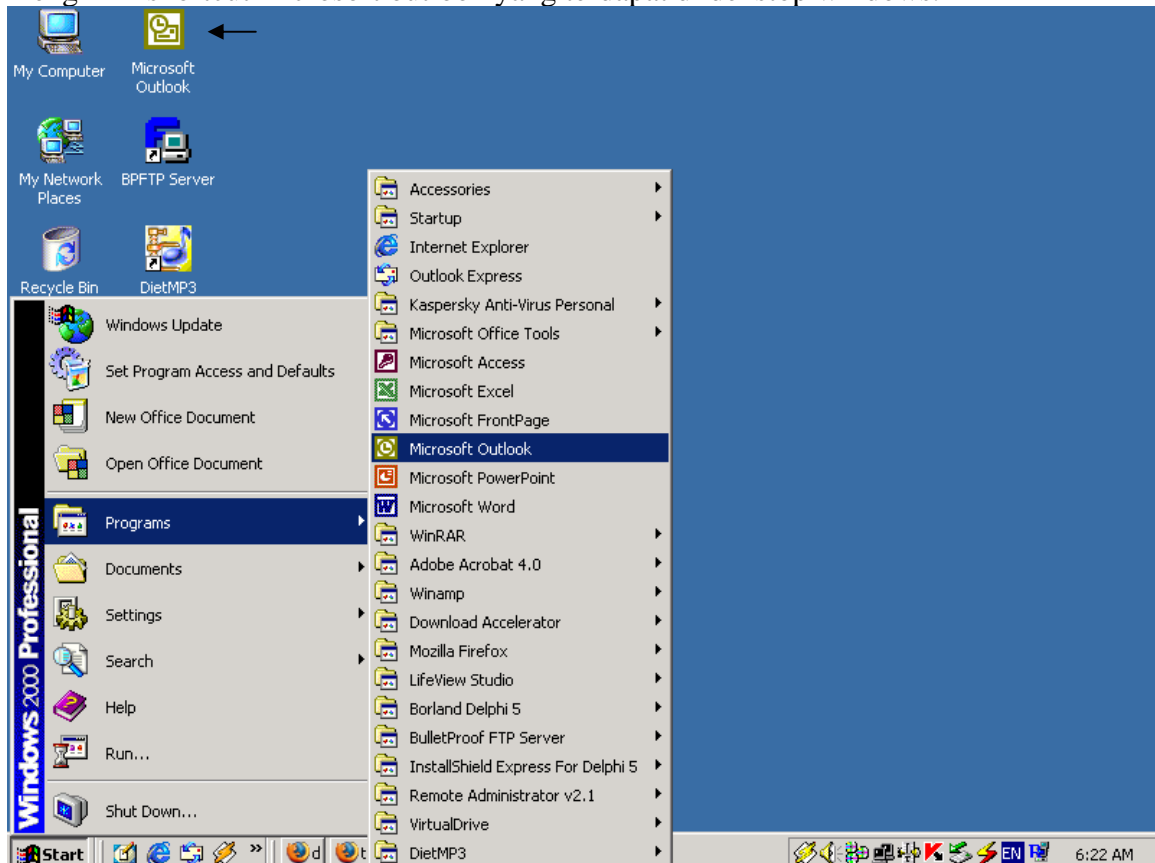 My Computer
Microsoft
Outlook
My Network
Places
BPFTP Server
Recycle Bin
DietMP3
Windows Update
Set Program Access and Defaults
New Office Document
Open Office Document
Programs
Documents
Settings
Search
Help
Run...
Shut Down...
Windows 2000 Professional
Accessories
Startup
Internet Explorer
Outlook Express
Kaspersky Anti-Virus Personal
Microsoft Office Tools
Microsoft Access
Microsoft Excel
Microsoft FrontPage
Microsoft Outlook
Microsoft PowerPoint
Microsoft Word
WinRAR
Adobe Acrobat 4.0
Winamp
Download Accelerator
Mozilla Firefox
LifeView Studio
Borland Delphi 5
BulletProof FTP Server
InstallShield Express For Delphi 5
Remote Administrator v2.1
VirtualDrive
DietMP3
Start
»
d
t
EN
6:22 AM